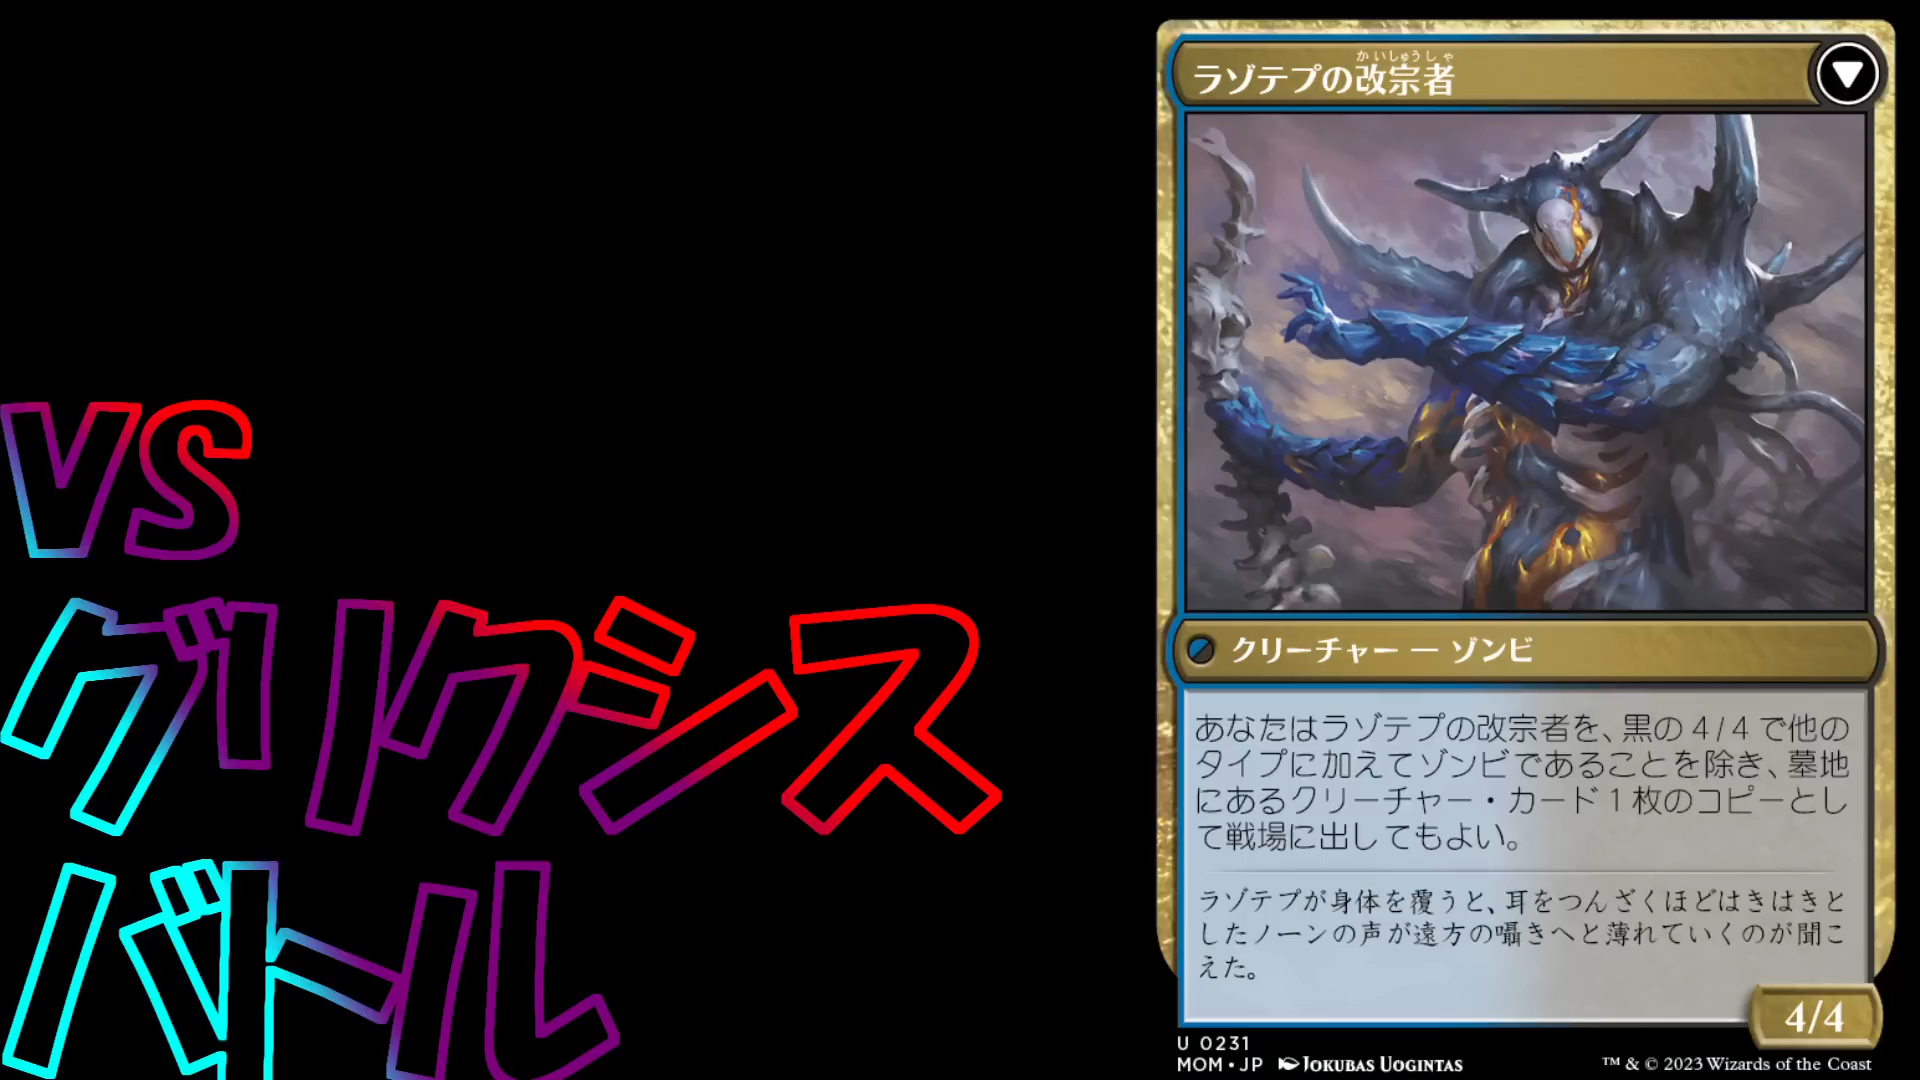 VS
グリクシス
バトル
かいしゅうしゃ
ラゾテプの改宗者
クリーチャー — ゾンビ
あなたはラゾテプの改宗者を、黒の4/4で他の
タイプに加えてゾンビであることを除き、墓地
にあるクリーチャー・カード1枚のコピーとし
て戦場に出してもよい。
ラゾテプが身体を覆うと、耳をつんざくほどはきはきと
したノーンの声が遠方の囁きへと薄れていくのが聞こ
えた。
4/4
U 0231
MOM • JP JOKUBAS UOGINTAS
™ & © 2023 Wizards of the Coast